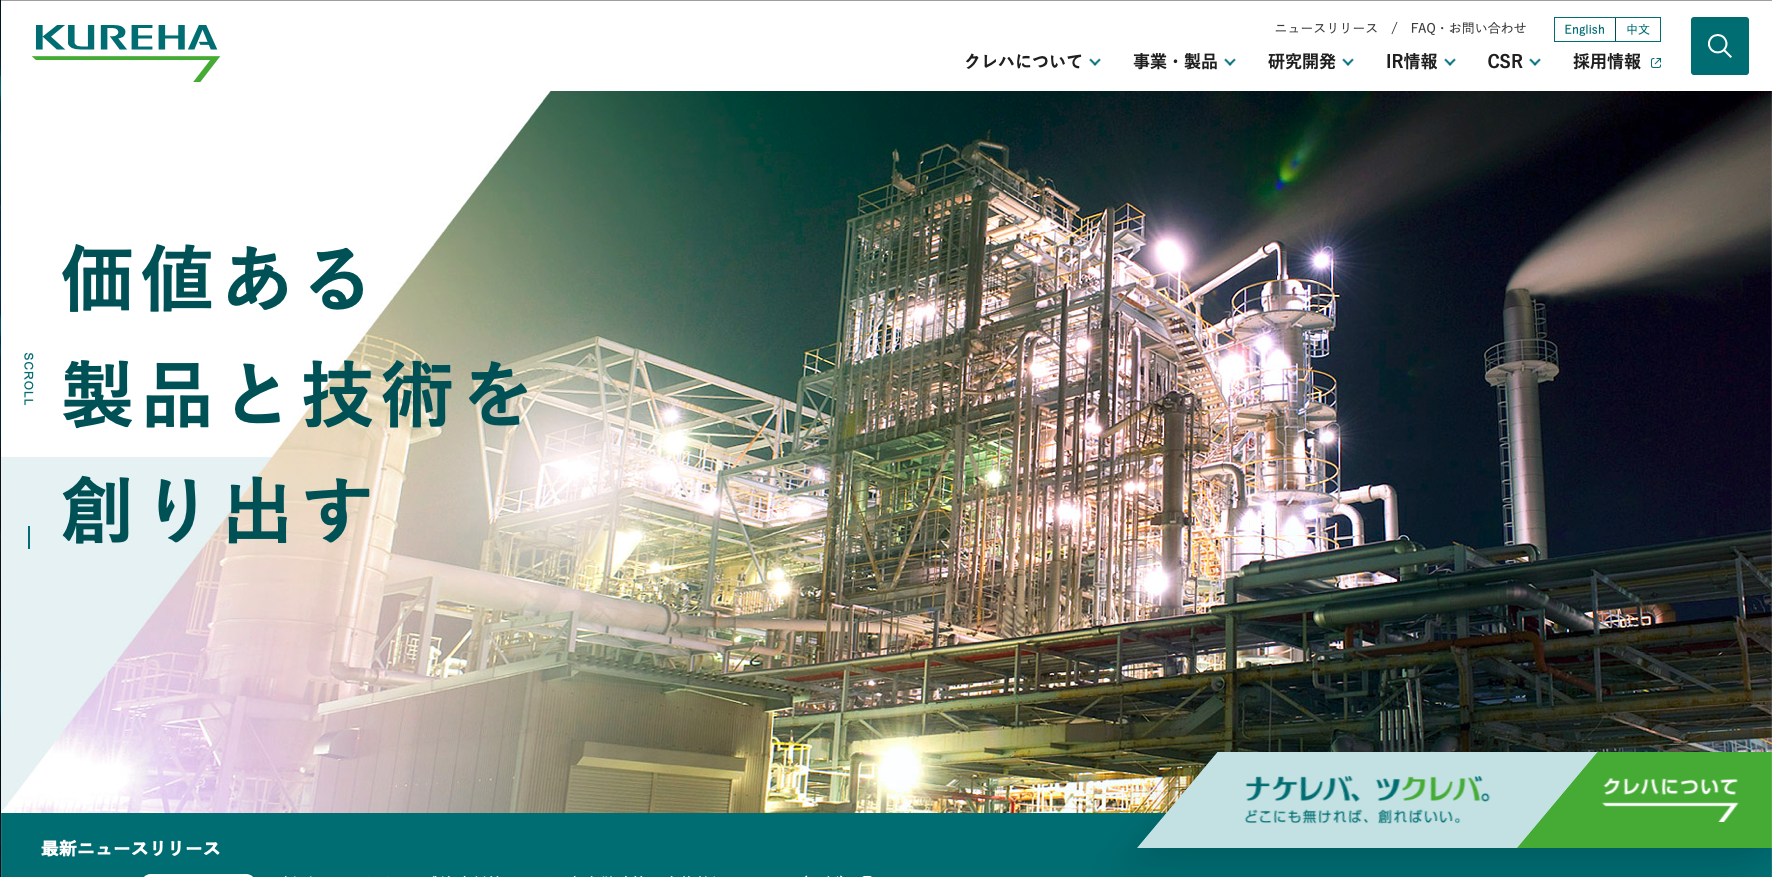 KUREHA
ニュースリリース / FAQ・お問い合わせ English 中文
クレハについて 事業・製品 研究開発 IR情報 CSR 採用情報
価値ある
製品と技術を
創り出す
SCROLL
ナケレバ、ツクレバ。
どこにも無ければ、創ればいい。
クレハについて
最新ニュースリリース